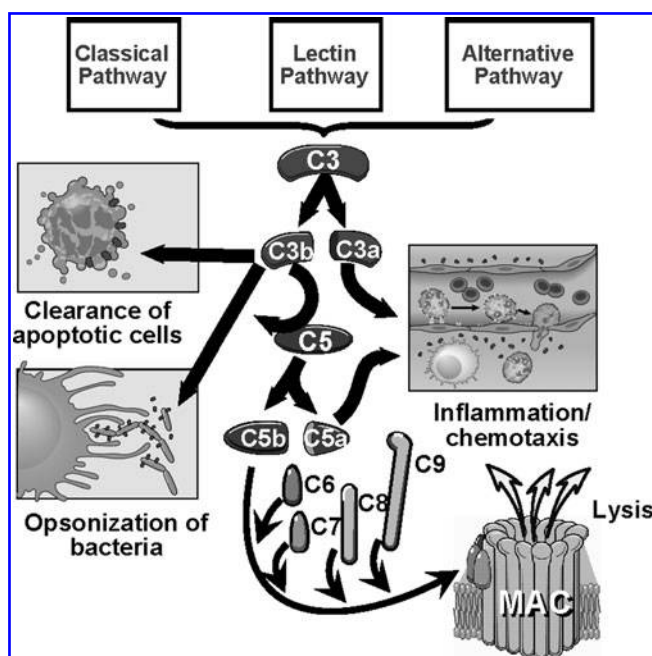 Classical
Pathway
Lectin
Pathway
Alternative
Pathway
C3
C3b
C3a
Clearance of
apoptotic cells
C5
Inflammation/
chemotaxis
C5b
C5a
C9
C6
C8
C7
Opsonization of
bacteria
Lysis
MAC